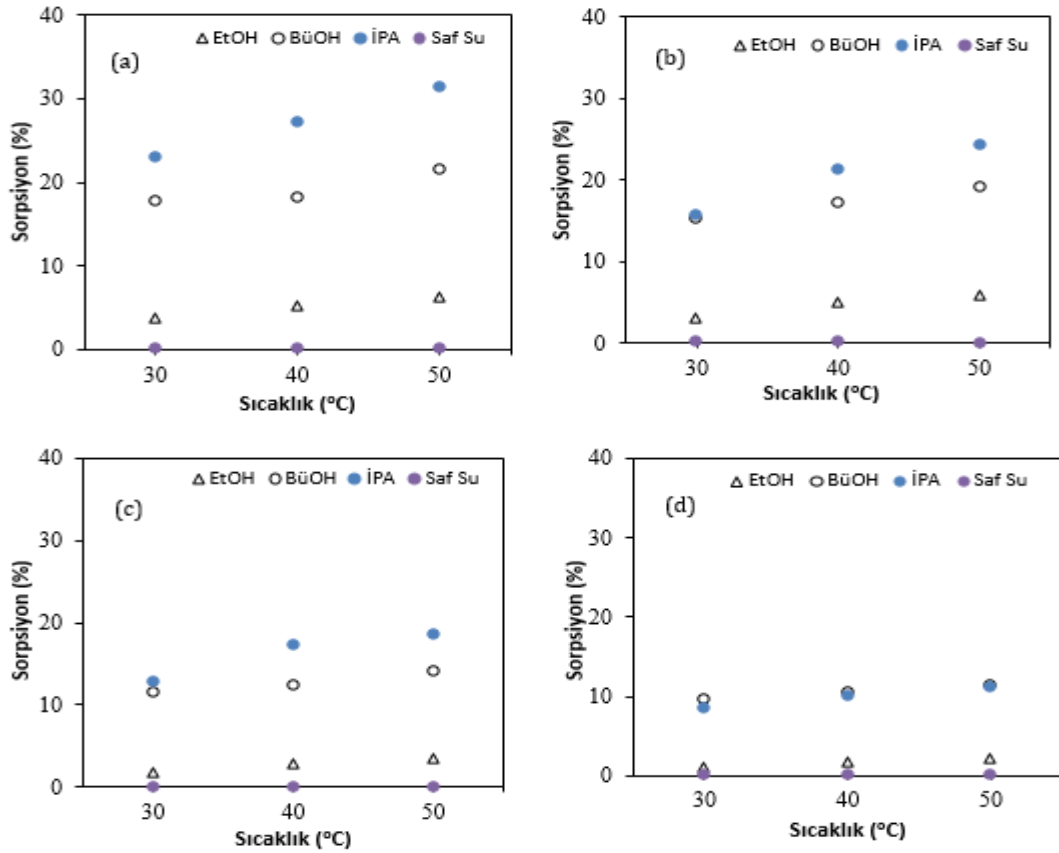 40
EtOH BüOH İPA Saf Su
(a)
30
20
10
0
Sorpsiyon (%)
30 40 50
Sıcaklık (°C)
40
EtOH BüOH İPA Saf Su
(b)
30
20
10
0
Sorpsiyon (%)
30 40 50
Sıcaklık (°C)
40
EtOH BüOH İPA Saf Su
(c)
30
20
10
0
Sorpsiyon (%)
30 40 50
Sıcaklık (°C)
40
EtOH BüOH İPA Saf Su
(d)
30
20
10
0
Sorpsiyon (%)
30 40 50
Sıcaklık (°C)